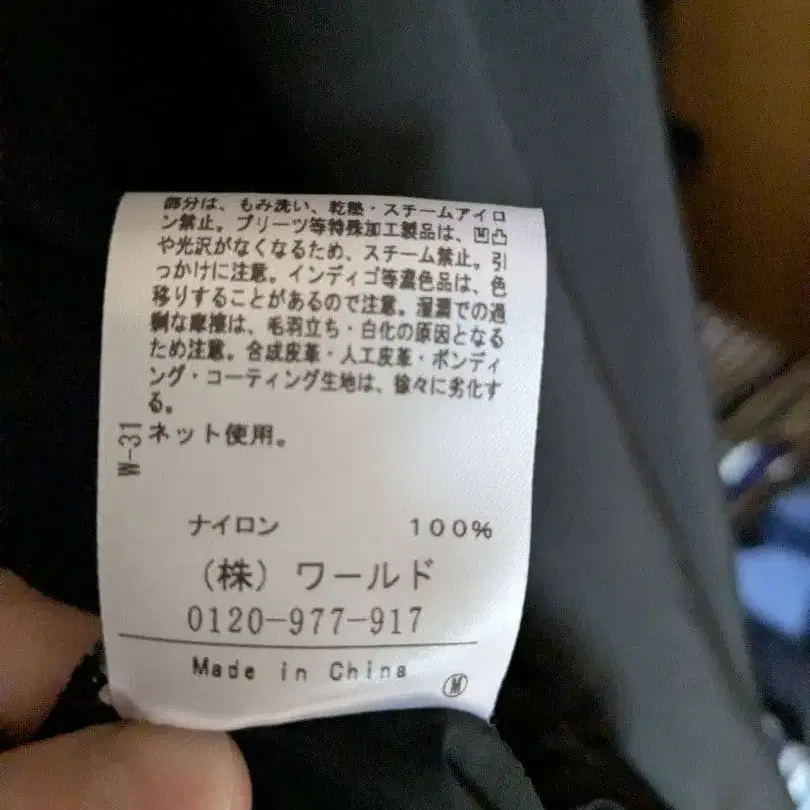 部分は、もみ洗い、乾燥・スチームアイロ
ン禁止。プリーツ等特殊加工製品は、凹凸
や光沢がなくなるため、スチーム禁止。引
っかけに注意。インディゴ等濃色品は、色
移りすることがあるので注意。湿潤での過
剰な摩擦は、毛羽立ち・白化の原因となる
ため注意。合成皮革・人工皮革・ボンディ
ング・コーティング生地は、徐々に劣化す
る。
ネット使用。
W-31
ナイロン 100%
(株) ワールド
0120-977-917
Made in China
M